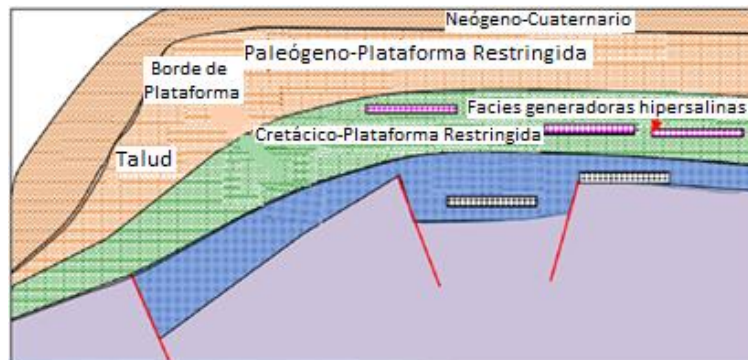 Neógeno-Cuaternario
Paleógeno-Plataforma Restringida
Borde de
Plataforma
Facies generadoras hipersalinas
Cretácico-Plataforma Restringida
Talud